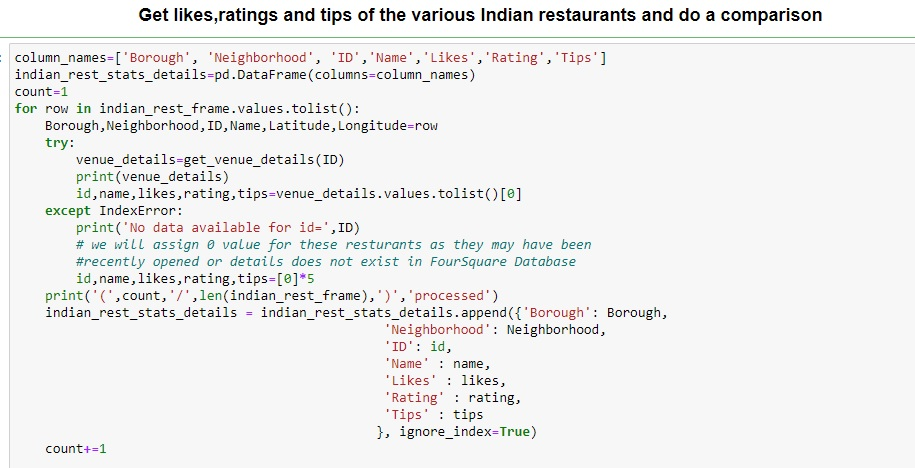 Get likes,ratings and tips of the various Indian restaurants and do a comparison
column_names=['Borough', 'Neighborhood', 'ID','Name','Likes','Rating','Tips']
indian_rest_stats_details=pd.DataFrame(columns=column_names)
count=1
for row in indian_rest_frame.values.tolist():
    Borough,Neighborhood,ID,Name,Latitude,Longitude=row
    try:
        venue_details=get_venue_details(ID)
        print(venue_details)
        id,name,likes,rating,tips=venue_details.values.tolist()[0]
    except IndexError:
        print('No data available for id=',ID)
        # we will assign 0 value for these resturants as they may have been
        #recently opened or details does not exist in FourSquare Database
        id,name,likes,rating,tips=[0]*5
    print('(',count,'/',len(indian_rest_frame),')','processed')
    indian_rest_stats_details = indian_rest_stats_details.append({'Borough': Borough,
                                                'Neighborhood': Neighborhood,
                                                'ID': id,
                                                'Name' : name,
                                                'Likes' : likes,
                                                'Rating' : rating,
                                                'Tips' : tips
                                               }, ignore_index=True)
    count+=1